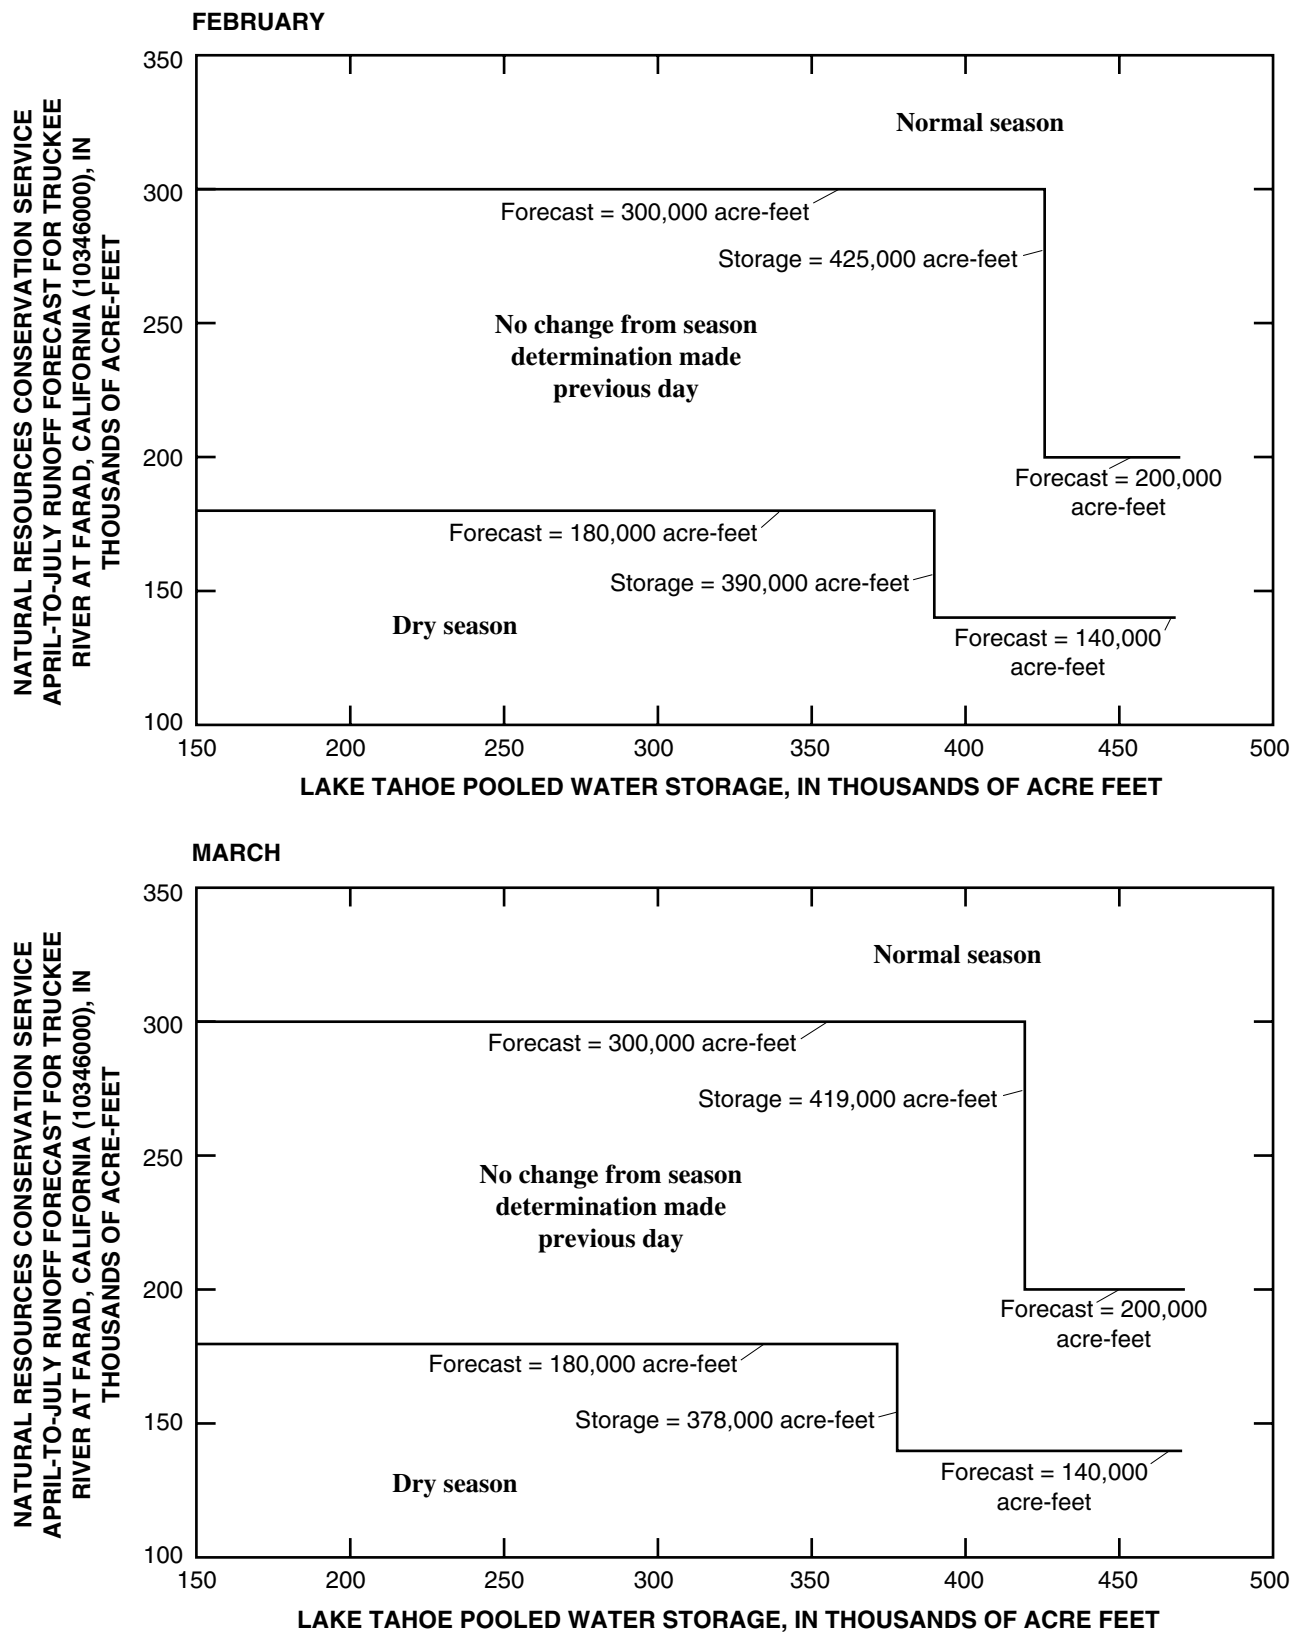 FEBRUARY
NATURAL RESOURCES CONSERVATION SERVICE
APRIL-TO-JULY RUNOFF FORECAST FOR TRUCKEE
RIVER AT FARAD, CALIFORNIA (10346000), IN
THOUSANDS OF ACRE-FEET
350
300
250
200
150
100
Normal season
Forecast = 300,000 acre-feet
Storage = 425,000 acre-feet
No change from season
determination made
previous day
Forecast = 200,000
acre-feet
Forecast = 180,000 acre-feet
Storage = 390,000 acre-feet
Dry season
Forecast = 140,000
acre-feet
150 200 250 300 350 400 450 500
LAKE TAHOE POOLED WATER STORAGE, IN THOUSANDS OF ACRE FEET
MARCH
NATURAL RESOURCES CONSERVATION SERVICE
APRIL-TO-JULY RUNOFF FORECAST FOR TRUCKEE
RIVER AT FARAD, CALIFORNIA (10346000), IN
THOUSANDS OF ACRE-FEET
350
300
250
200
150
100
Normal season
Forecast = 300,000 acre-feet
Storage = 419,000 acre-feet
No change from season
determination made
previous day
Forecast = 200,000
acre-feet
Forecast = 180,000 acre-feet
Storage = 378,000 acre-feet
Forecast = 140,000
acre-feet
Dry season
150 200 250 300 350 400 450 500
LAKE TAHOE POOLED WATER STORAGE, IN THOUSANDS OF ACRE FEET